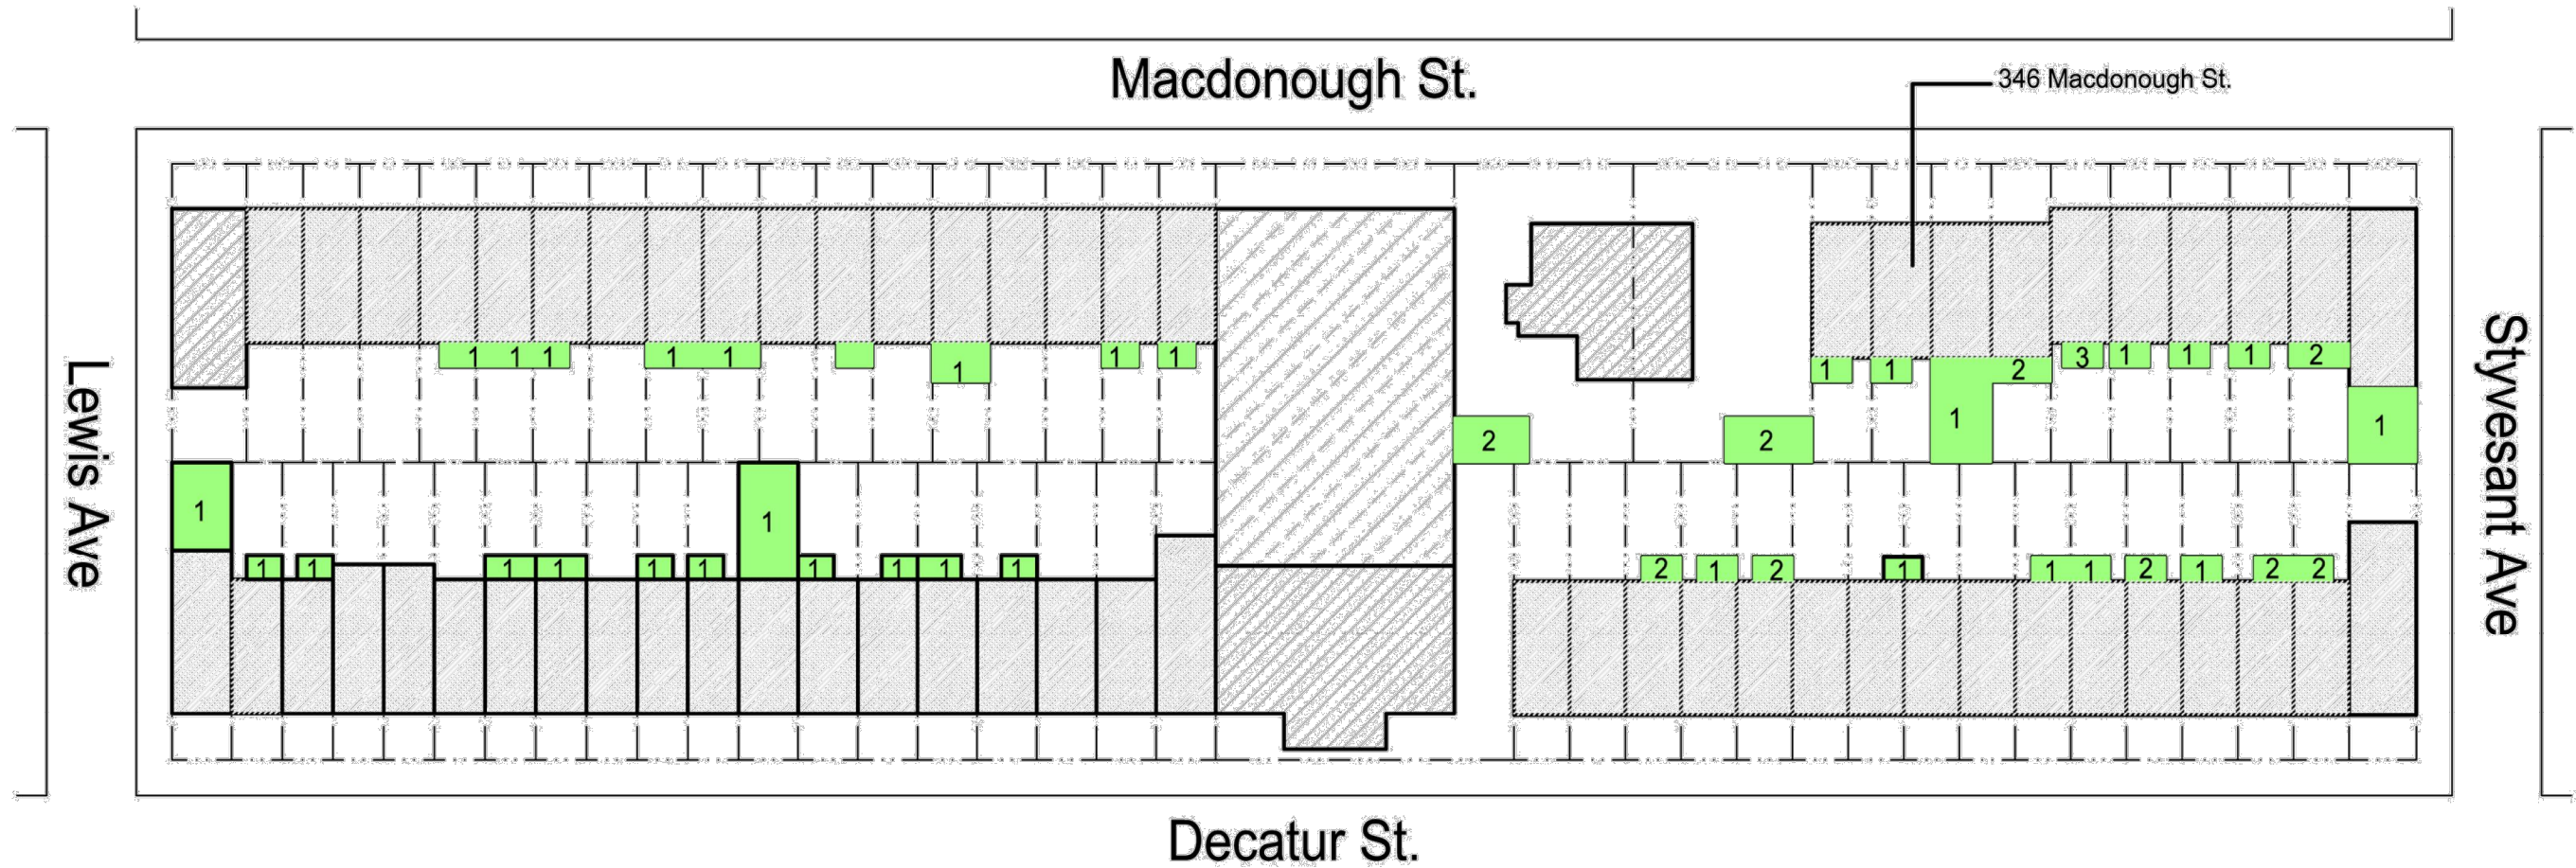 Macdonough St.
346 Macdonough St.
Lewis Ave
Styvesant Ave
1 1 1 1 1 1 1 1
1 1 2 3 1 1 1 2
2 2 1 1
1 1
1 1 1 1 1 1 1 1 1 1
2 1 2 1 1 1 2 1 2 2
Decatur St.